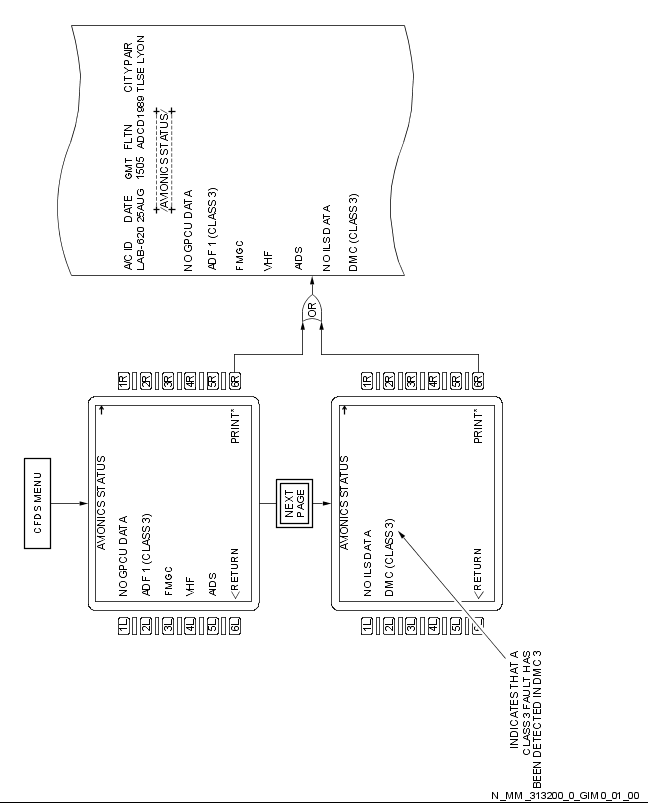 A/C ID DATE GMT FLTN CITY PAIR
LAB-620 25AUG 1505 ADCD1989 TLSE LYON
/AVIONICS STATUS/
NO GPCU DATA
ADF 1 (CLASS 3)
FMGC
VHF
AIDS
NO ILS DATA
DMC (CLASS 3)
OR
CFDS MENU
AVIONICS STATUS
NO GPCU DATA
ADF 1 (CLASS 3)
FMGC
VHF
AIDS
<RETURN PRINT*
1L
2L
3L
4L
5L
6L
1R
2R
3R
4R
5R
6R
NEXT
PAGE
AVIONICS STATUS
NO ILS DATA
DMC (CLASS 3)
<RETURN PRINT*
1L
2L
3L
4L
5L
6L
1R
2R
3R
4R
5R
6R
INDICATES THAT A
CLASS 3 FAULT HAS
BEEN DETECTED IN DMC 3
N_MM_313200_0_GIM0_01_00